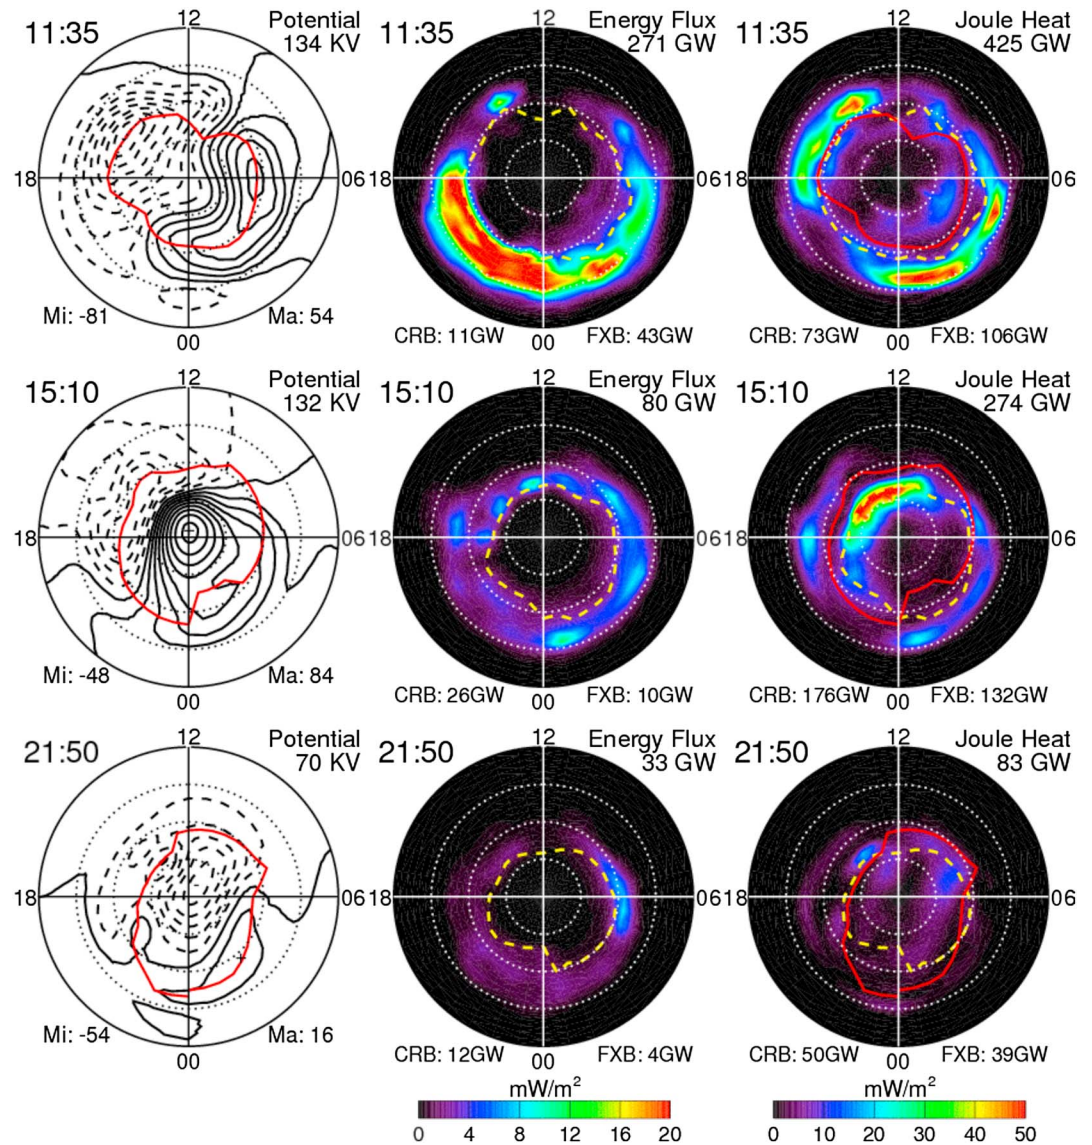 11:35
12
Potential
134 KV
18
06
Mi: -81
Ma: 54
00
11:35
12
Energy Flux
271 GW
18
06
CRB: 11GW
FXB: 43GW
00
11:35
12
Joule Heat
425 GW
18
06
CRB: 73GW
FXB: 106GW
00
15:10
12
Potential
132 KV
18
06
Mi: -48
Ma: 84
00
15:10
12
Energy Flux
80 GW
18
06
CRB: 26GW
FXB: 10GW
00
15:10
12
Joule Heat
274 GW
18
06
CRB: 176GW
FXB: 132GW
00
21:50
12
Potential
70 KV
18
06
Mi: -54
Ma: 16
00
21:50
12
Energy Flux
33 GW
18
06
CRB: 12GW
FXB: 4GW
00
21:50
12
Joule Heat
83 GW
18
06
CRB: 50GW
FXB: 39GW
00
mW/m²
0 4 8 12 16 20
mW/m²
0 10 20 30 40 50